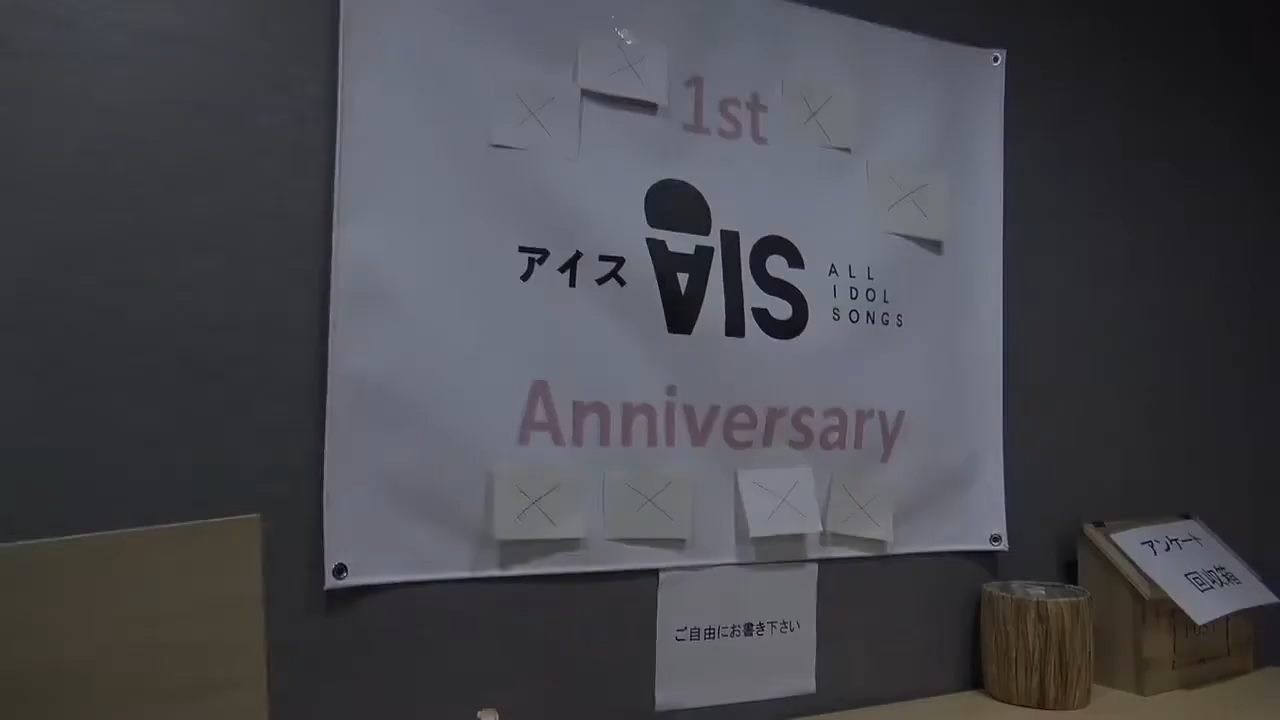 1st
アイス
AIS
ALL
IDOL
SONGS
Anniversary
ご自由にお書き下さい
アンケート
回収箱